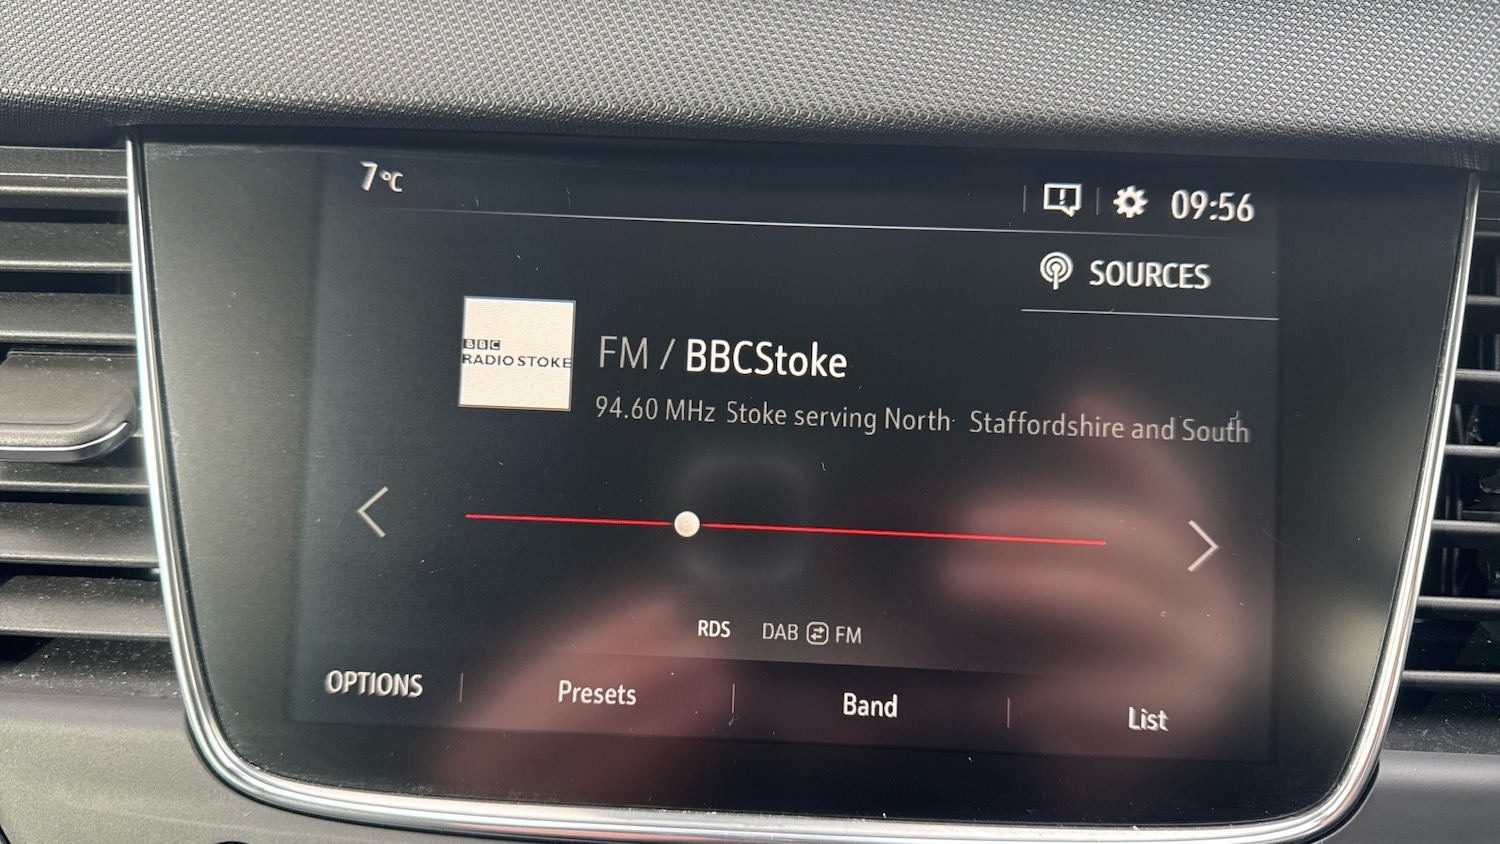 7°C
09:56
SOURCES
BBC
RADIO STOKE
FM / BBCStoke
94.60 MHz Stoke serving North Staffordshire and South
RDS DAB FM
OPTIONS Presets Band List